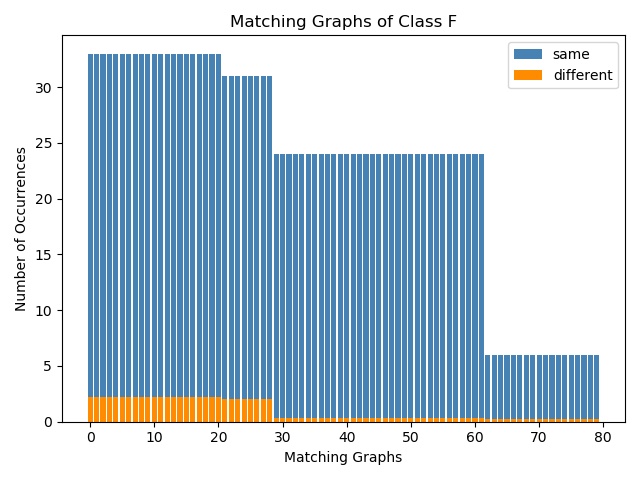 Matching Graphs of Class F
same
different
Number of Occurrences
30
25
20
15
10
5
0
0 10 20 30 40 50 60 70 80
Matching Graphs